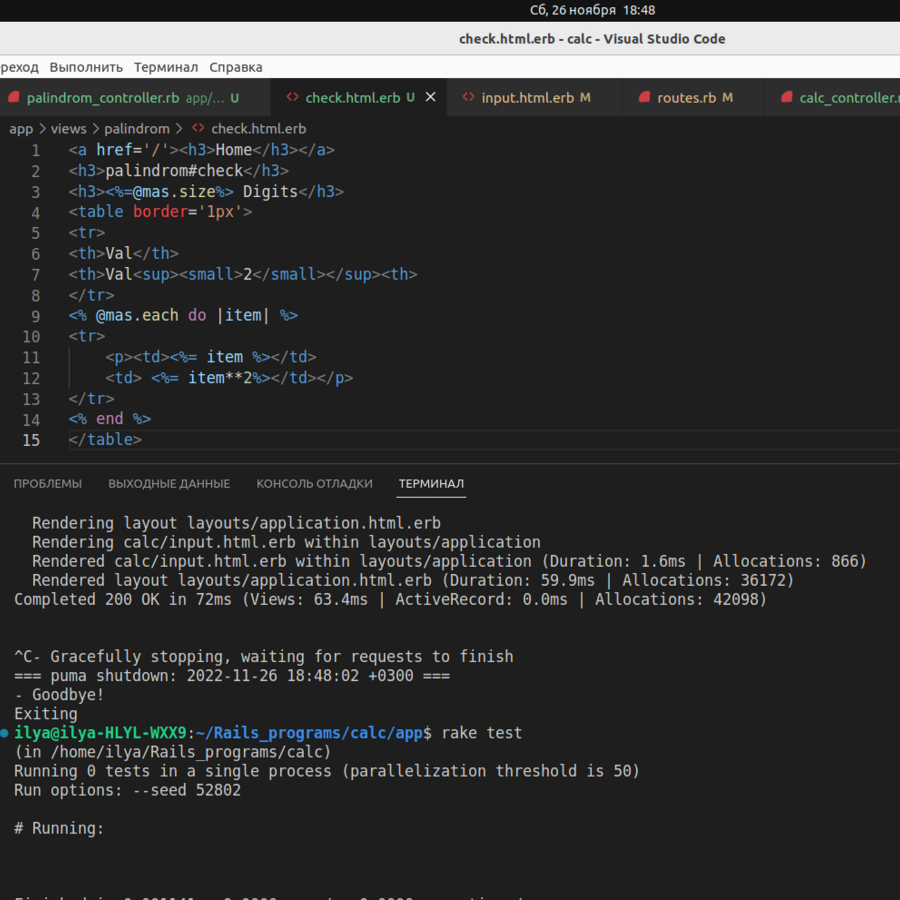 Сб, 26 ноября 18:48
check.html.erb - calc - Visual Studio Code
реход Выполнить Терминал Справка
palindrom_controller.rb app/... U check.html.erb U input.html.erb M routes.rb M calc_controller.r
app > views > palindrom > <> check.html.erb
1 <a href='/'><h3>Home</h3></a>
2 <h3>palindrom#check</h3>
3 <h3><%=@mas.size%> Digits</h3>
4 <table border='1px'>
5 <tr>
6 <th>Val</th>
7 <th>Val<sup><small>2</small></sup><th>
8 </tr>
9 <% @mas.each do |item| %>
10 <tr>
11 <p><td><%= item %></td>
12 <td> <%= item**2%></td></p>
13 </tr>
14 <% end %>
15 </table>
ПРОБЛЕМЫ ВЫХОДНЫЕ ДАННЫЕ КОНСОЛЬ ОТЛАДКИ ТЕРМИНАЛ
Rendering layout layouts/application.html.erb
Rendering calc/input.html.erb within layouts/application
Rendered calc/input.html.erb within layouts/application (Duration: 1.6ms | Allocations: 866)
Rendered layout layouts/application.html.erb (Duration: 59.9ms | Allocations: 36172)
Completed 200 OK in 72ms (Views: 63.4ms | ActiveRecord: 0.0ms | Allocations: 42098)
^C- Gracefully stopping, waiting for requests to finish
=== puma shutdown: 2022-11-26 18:48:02 +0300 ===
- Goodbye!
Exiting
ilya@ilya-HLYL-WXX9:~/Rails_programs/calc/app$ rake test
(in /home/ilya/Rails_programs/calc)
Running 0 tests in a single process (parallelization threshold is 50)
Run options: --seed 52802
# Running: